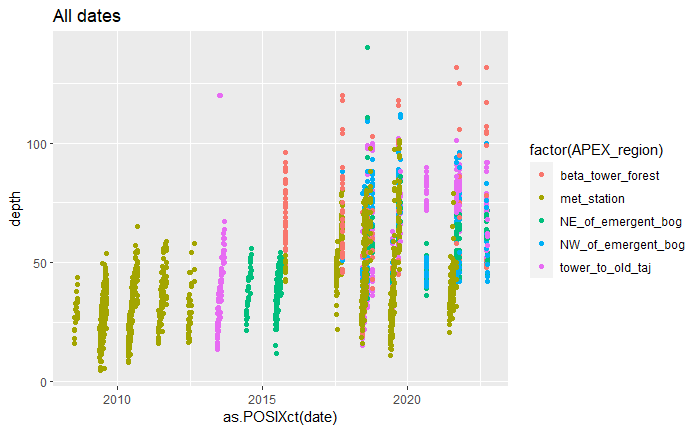 All dates
100
50
0
depth
2010
2015
2020
as.POSIXct(date)
factor(APEX_region)
beta_tower_forest
met_station
NE_of_emergent_bog
NW_of_emergent_bog
tower_to_old_taj